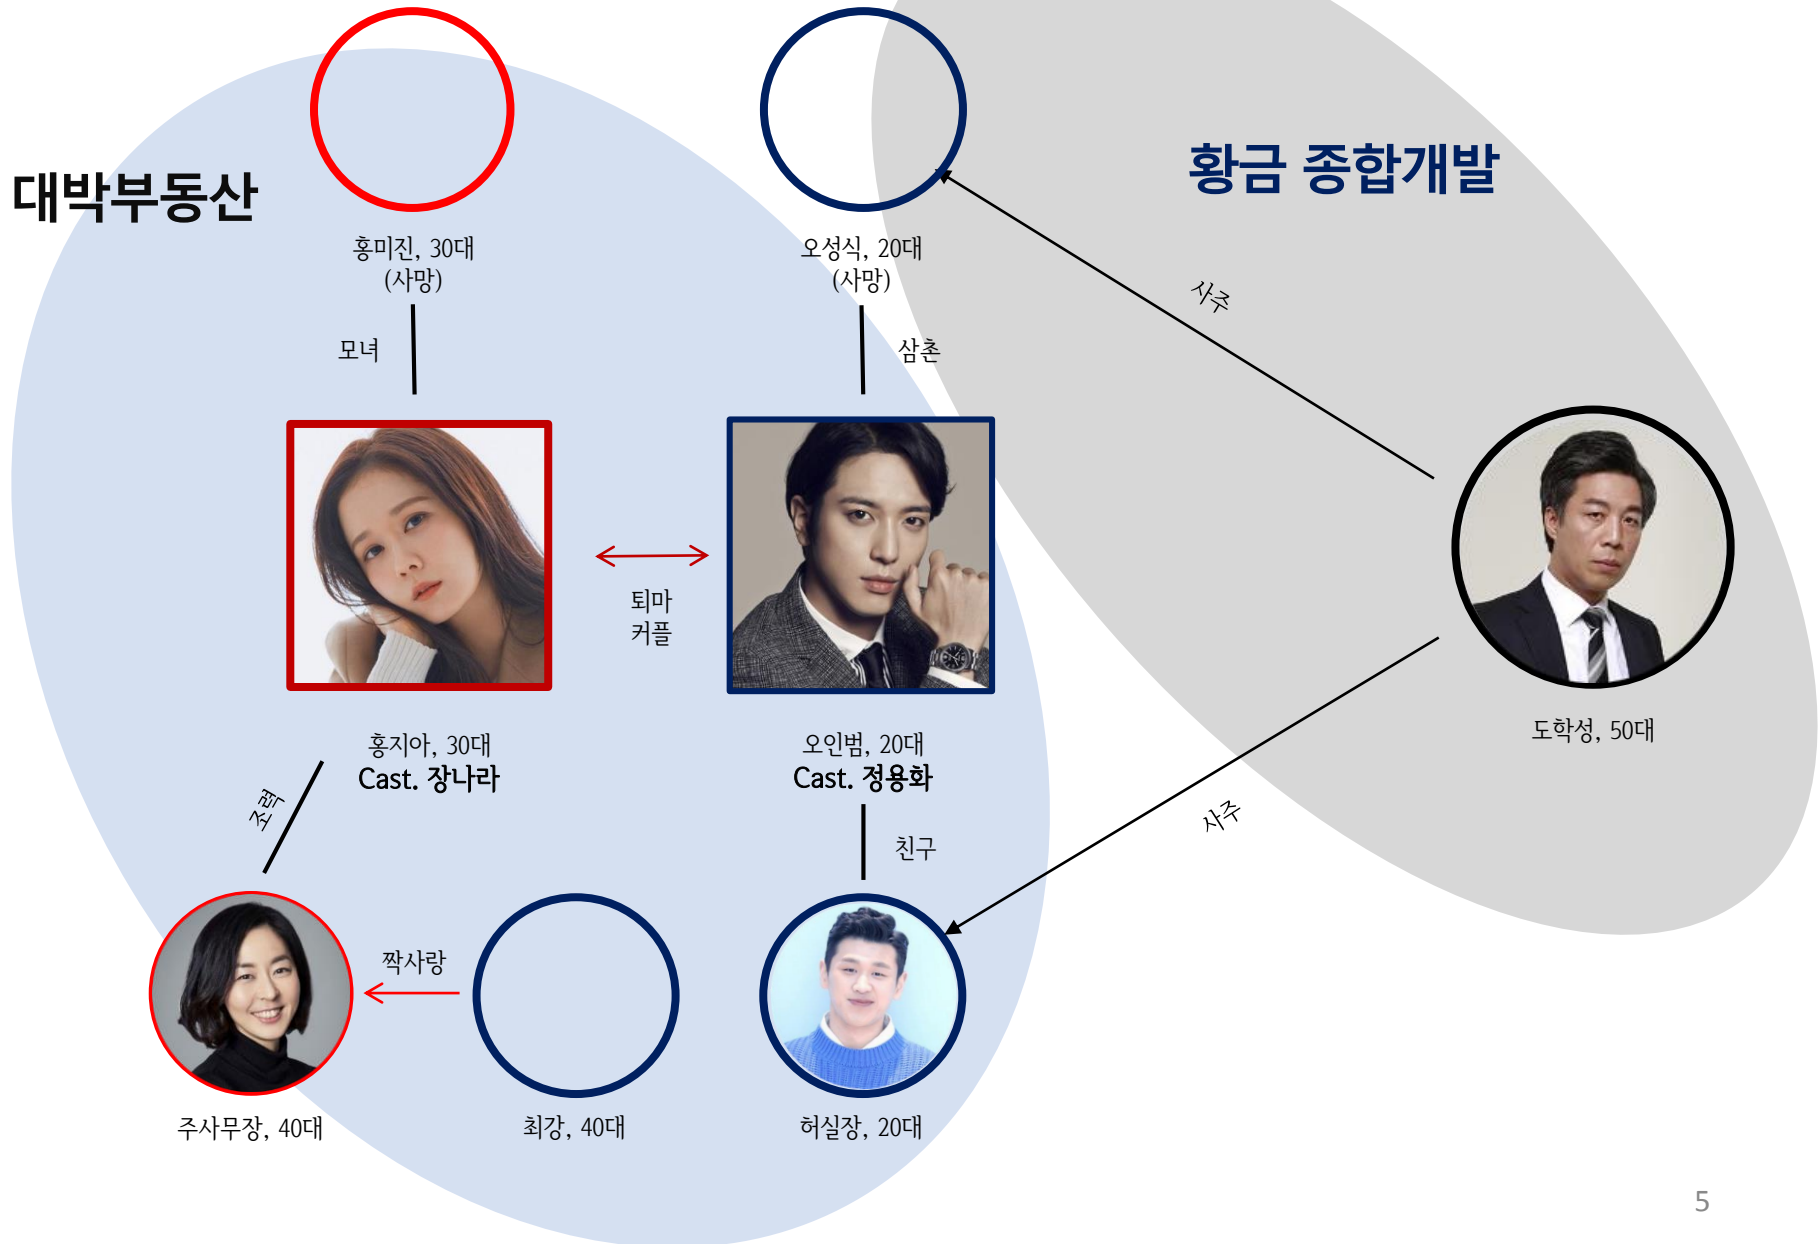 대박부동산
황금 종합개발
홍미진, 30대
(사망)
오성식, 20대
(사망)
사주
모녀
삼촌
퇴마
커플
홍지아, 30대
Cast. 장나라
오인범, 20대
Cast. 정용화
도학성, 50대
조력
친구
사주
짝사랑
주사무장, 40대
최강, 40대
허실장, 20대
5